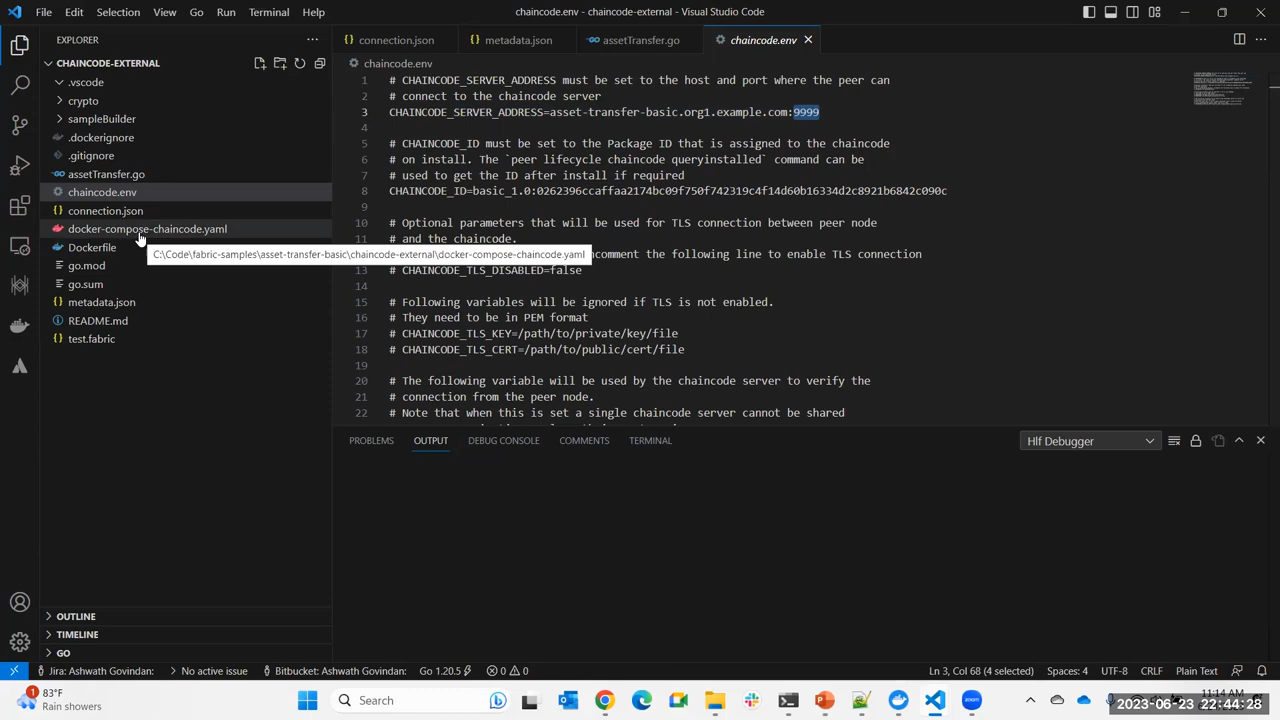 File Edit Selection View Go Run Terminal Help
chaincode.env - chaincode-external - Visual Studio Code
EXPLORER
CHAINCODE-EXTERNAL
.vscode
crypto
sampleBuilder
.dockerignore
.gitignore
assetTransfer.go
chaincode.env
connection.json
docker-compose-chaincode.yaml
Dockerfile
go.mod
go.sum
metadata.json
README.md
test.fabric
C:\Code\fabric-samples\asset-transfer-basic\chaincode-external\docker-compose-chaincode.yaml
OUTLINE
TIMELINE
GO
connection.json metadata.json assetTransfer.go chaincode.env
chaincode.env
1 # CHAINCODE_SERVER_ADDRESS must be set to the host and port where the peer can
2 # connect to the chaincode server
3 CHAINCODE_SERVER_ADDRESS=asset-transfer-basic.org1.example.com:9999
4
5 # CHAINCODE_ID must be set to the Package ID that is assigned to the chaincode
6 # on install. The `peer lifecycle chaincode queryinstalled` command can be
7 # used to get the ID after install if required
8 CHAINCODE_ID=basic_1.0:0262396ccaffaa2174bc09f750f742319c4f14d60b16334d2c8921b6842c090c
9
10 # Optional parameters that will be used for TLS connection between peer node
11 # and the chaincode.
comment the following line to enable TLS connection
13 # CHAINCODE_TLS_DISABLED=false
14
15 # Following variables will be ignored if TLS is not enabled.
16 # They need to be in PEM format
17 # CHAINCODE_TLS_KEY=/path/to/private/key/file
18 # CHAINCODE_TLS_CERT=/path/to/public/cert/file
19
20 # The following variable will be used by the chaincode server to verify the
21 # connection from the peer node.
22 # Note that when this is set a single chaincode server cannot be shared
PROBLEMS OUTPUT DEBUG CONSOLE COMMENTS TERMINAL
Hlf Debugger
Jira: Ashwath Govindan: No active issue Bitbucket: Ashwath Govindan: Go 1.20.5 0 0
Ln 3, Col 68 (4 selected) Spaces: 4 UTF-8 CRLF Plain Text
1
83°F
Rain showers
Search
zoom
11:14 AM
2023-06-23 22:44:28